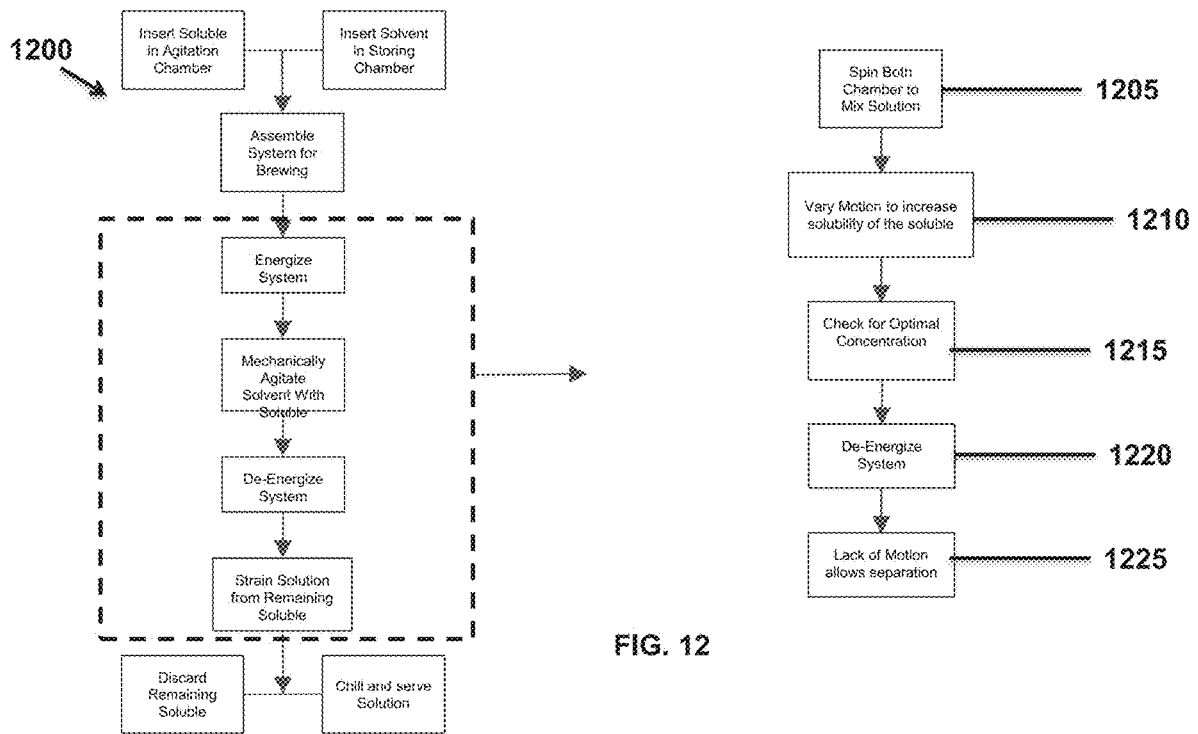 1200
Insert Soluble
in Agitation
Chamber
Insert Solvent
in Storing
Chamber
Assemble
System for
Brewing
Energize
System
Mechanically
Agitate
Solvent With
Soluble
De-Energize
System
Strain Solution
from Remaining
Soluble
Discard
Remaining
Soluble
Chill and serve
Solution
Spin Both
Chamber to
Mix Solution
1205
Vary Motion to increase
solubility of the soluble
1210
Check for Optimal
Concentration
1215
De-Energize
System
1220
Lack of Motion
allows separation
1225
FIG. 12